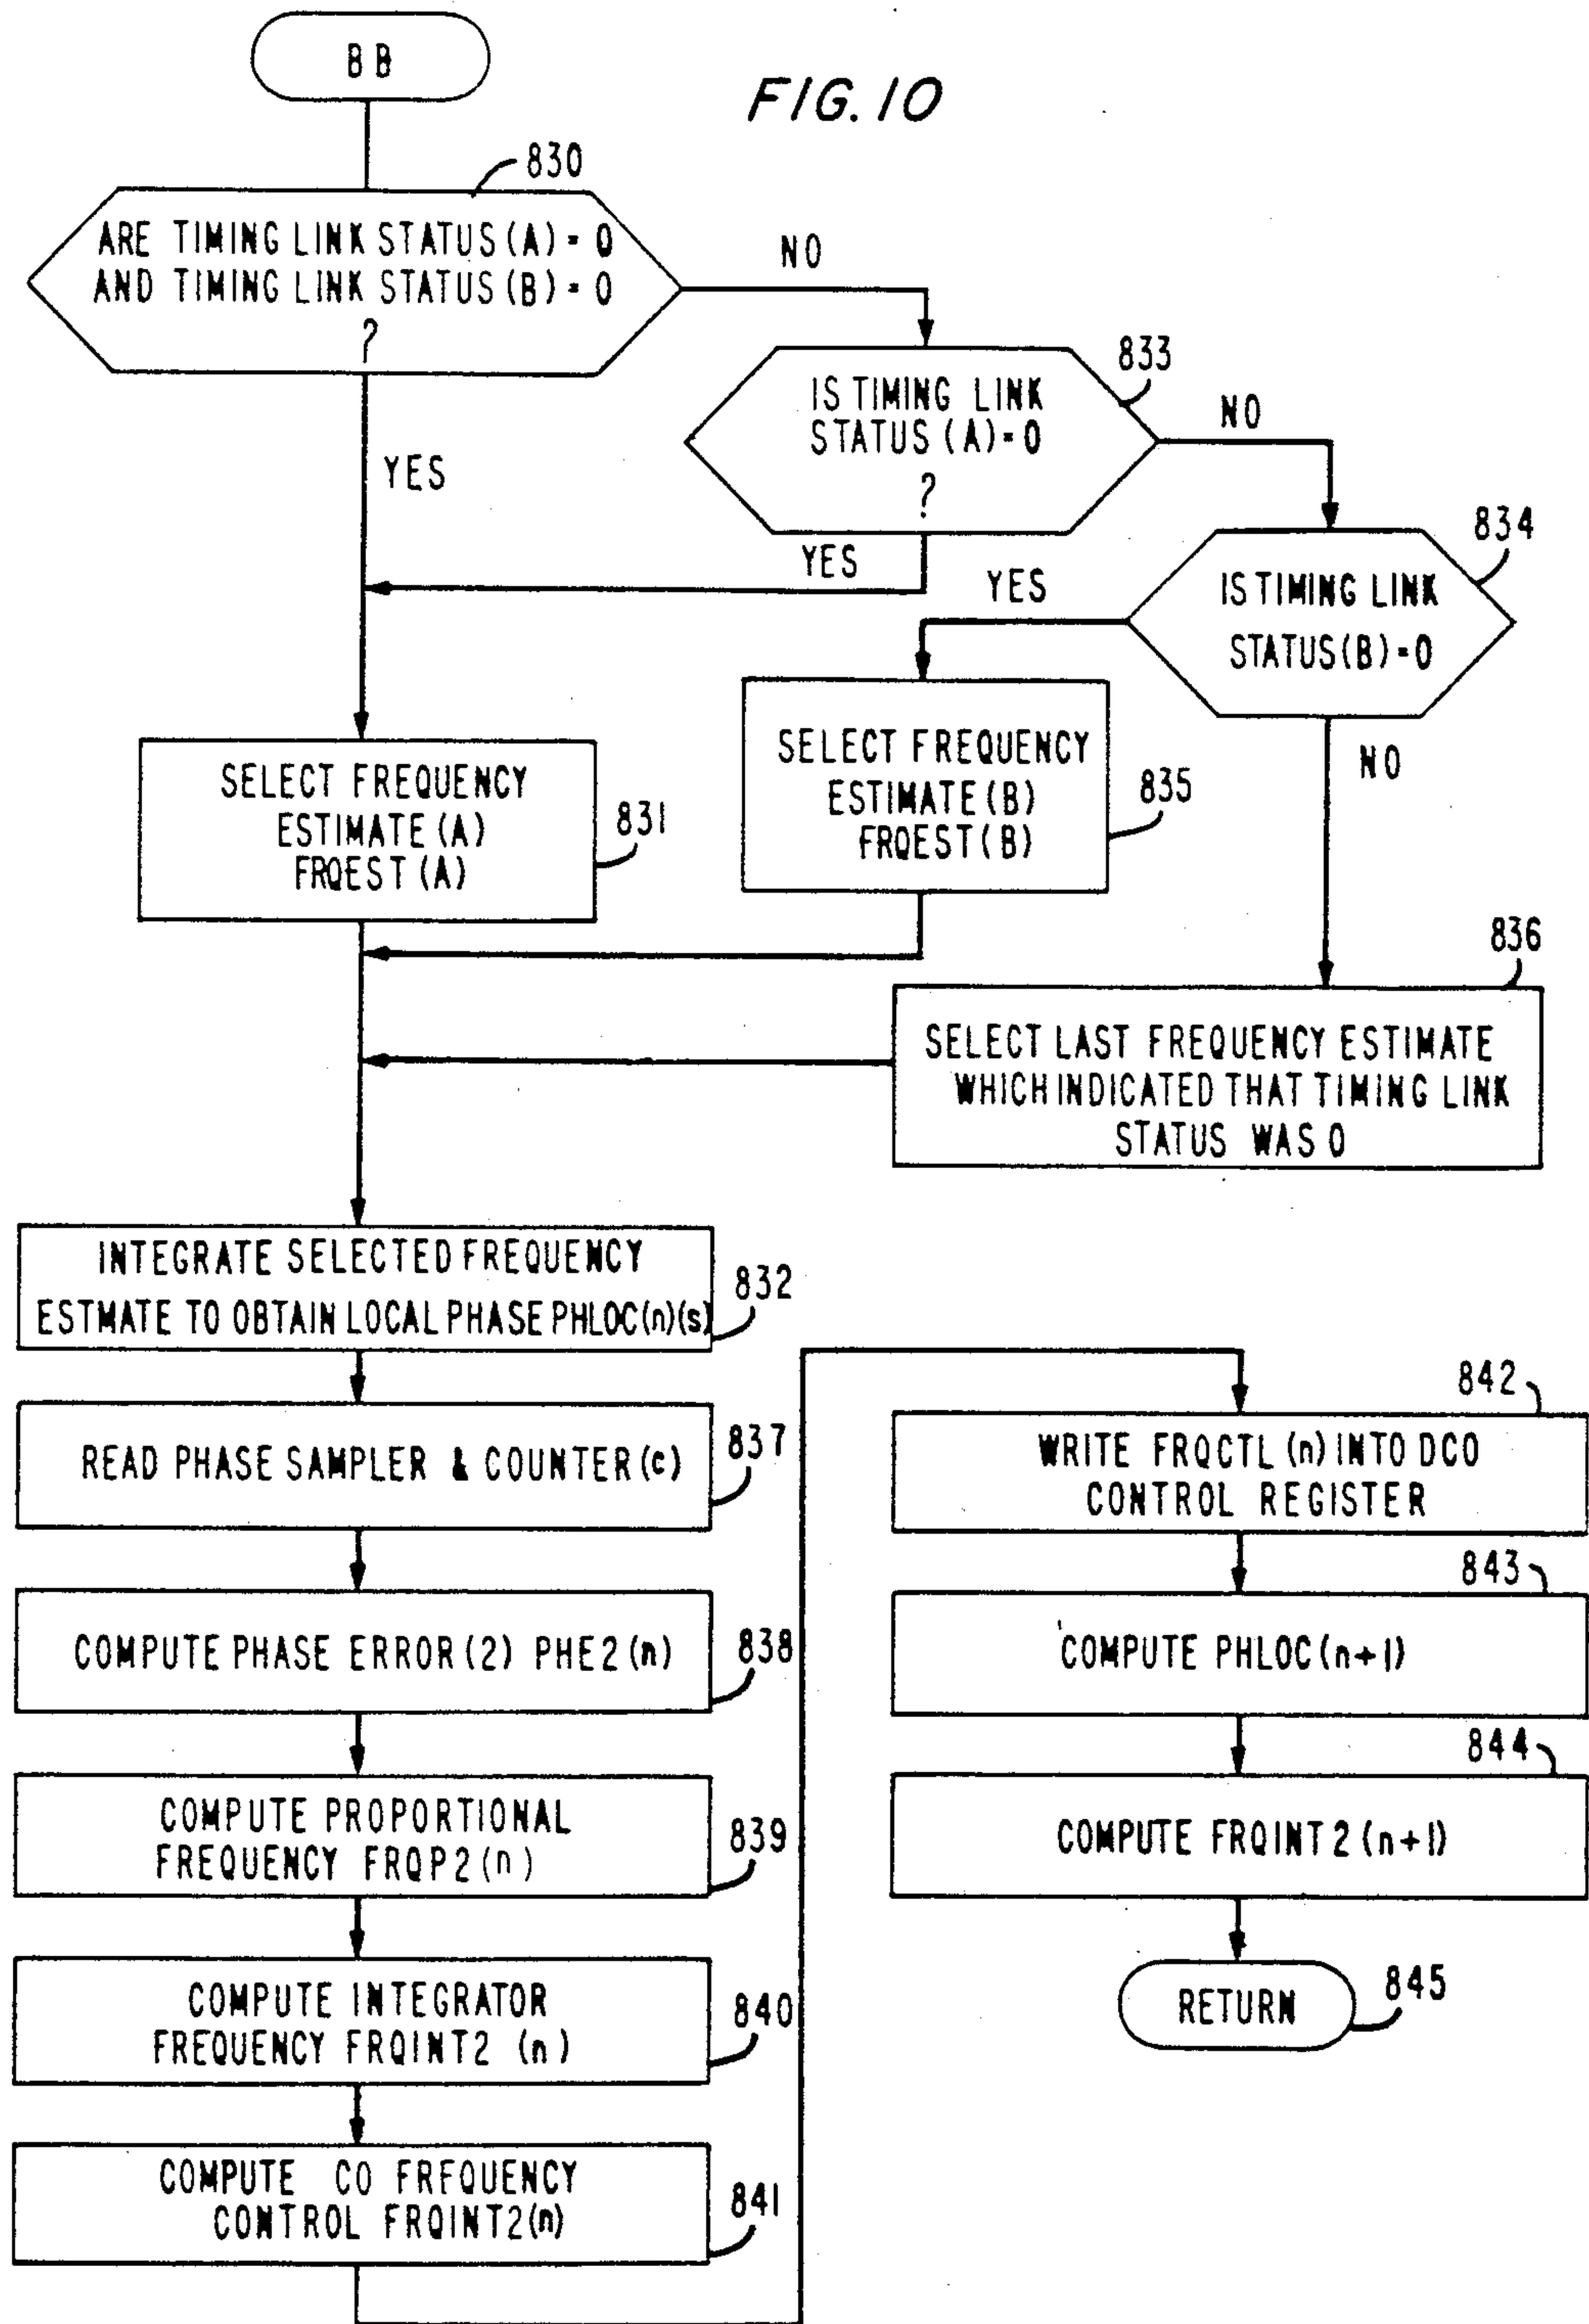 BB
FIG. 10
830
ARE TIMING LINK STATUS (A) = 0
AND TIMING LINK STATUS (B) = 0
?
NO
YES
833
IS TIMING LINK
STATUS (A) = 0
?
NO
YES
834
IS TIMING LINK
STATUS (B) = 0
YES
NO
SELECT FREQUENCY
ESTIMATE (A)
FRQEST (A)
831
SELECT FREQUENCY
ESTIMATE (B)
FRQEST (B)
835
836
SELECT LAST FREQUENCY ESTIMATE
WHICH INDICATED THAT TIMING LINK
STATUS WAS 0
INTEGRATE SELECTED FREQUENCY
ESTMATE TO OBTAIN LOCAL PHASE PHLOC(n)(s)
832
READ PHASE SAMPLER & COUNTER (c)
837
COMPUTE PHASE ERROR (2) PHE2 (n)
838
COMPUTE PROPORTIONAL
FREQUENCY FRQP2 (n)
839
COMPUTE INTEGRATOR
FREQUENCY FRQINT2 (n)
840
COMPUTE CO FRFQUENCY
CONTROL FRQINT2(n)
841
842
WRITE FRQCTL (n) INTO DCO
CONTROL REGISTER
843
COMPUTE PHLOC (n+1)
844
COMPUTE FRQINT 2 (n+1)
RETURN
845